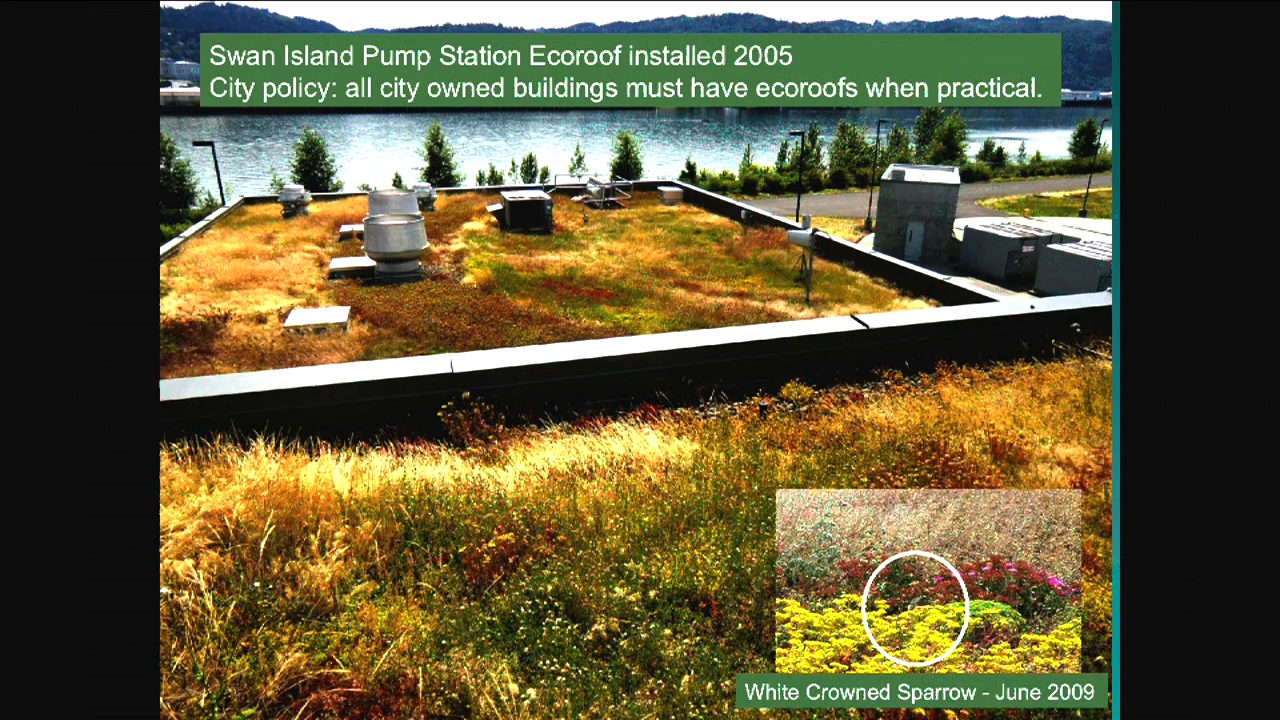 Swan Island Pump Station Ecoroof installed 2005
City policy: all city owned buildings must have ecoroofs when practical.
White Crowned Sparrow - June 2009